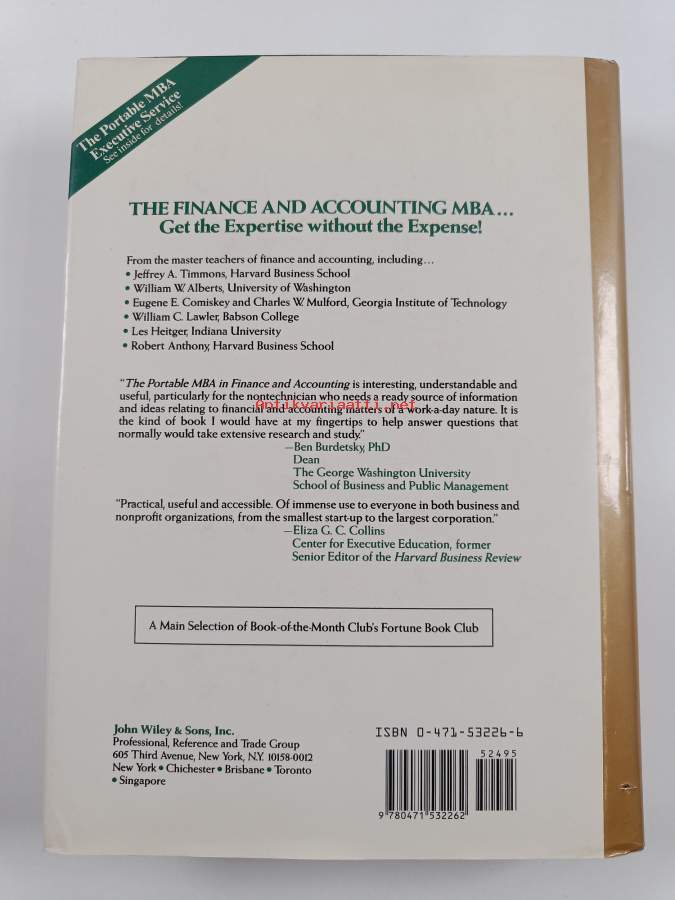 The Portable MBA
Executive Service
See inside for details!
THE FINANCE AND ACCOUNTING MBA...
Get the Expertise without the Expense!
From the master teachers of finance and accounting, including...
• Jeffrey A. Timmons, Harvard Business School
• William W. Alberts, University of Washington
• Eugene E. Comiskey and Charles W. Mulford, Georgia Institute of Technology
• William C. Lawler, Babson College
• Les Heitger, Indiana University
• Robert Anthony, Harvard Business School
"The Portable MBA in Finance and Accounting is interesting, understandable and
useful, particularly for the nontechnician who needs a ready source of information
and ideas relating to financial and accounting matters of a work-a-day nature. It is
Antikvariaatti.net
the kind of book I would have at my fingertips to help answer questions that
normally would take extensive research and study."
—Ben Burdetsky, PhD
Dean
The George Washington University
School of Business and Public Management
"Practical, useful and accessible. Of immense use to everyone in both business and
nonprofit organizations, from the smallest start-up to the largest corporation."
—Eliza G. C. Collins
Center for Executive Education, former
Senior Editor of the Harvard Business Review
A Main Selection of Book-of-the-Month Club's Fortune Book Club
John Wiley & Sons, Inc.
Professional, Reference and Trade Group
605 Third Avenue, New York, N.Y. 10158-0012
New York • Chichester • Brisbane • Toronto
• Singapore
ISBN 0-471-53226-6
52495
9 780471 532262